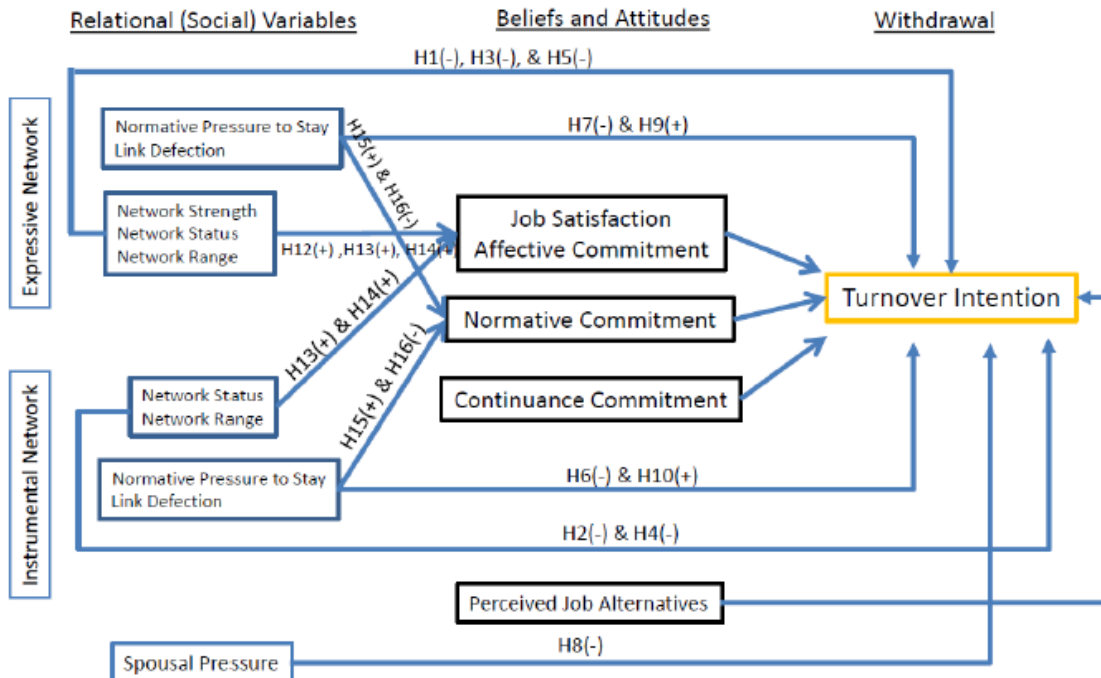 Relational (Social) Variables
Beliefs and Attitudes
Withdrawal
H1(-), H3(-), & H5(-)
Expressive Network
Normative Pressure to Stay
Link Defection
H7(-) & H9(+)
H15(+) & H16(-)
Network Strength
Network Status
Network Range
H12(+) ,H13(+), H14(+)
Job Satisfaction
Affective Commitment
Turnover Intention
Normative Commitment
H13(+) & H14(+)
H15(+) & H16(-)
Continuance Commitment
Instrumental Network
Network Status
Network Range
Normative Pressure to Stay
Link Defection
H6(-) & H10(+)
H2(-) & H4(-)
Perceived Job Alternatives
H8(-)
Spousal Pressure